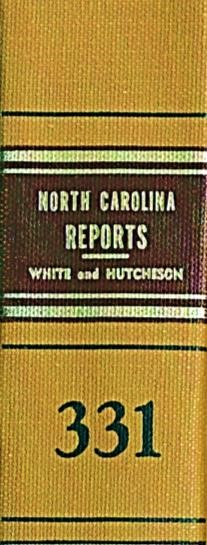 NORTH CAROLINA
REPORTS
WHITE and HUTCHESON
331